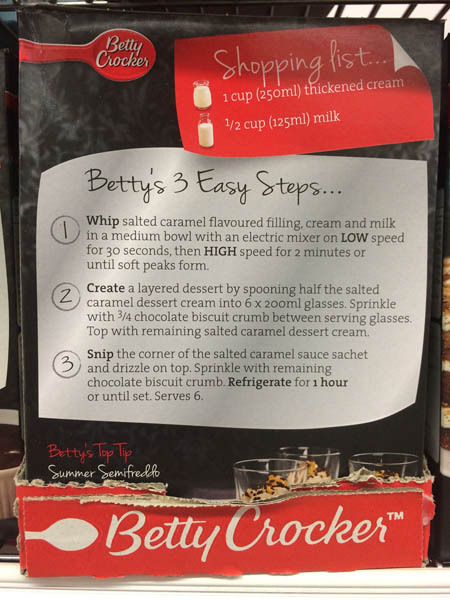 Betty
Crocker
Shopping list...
1 cup (250ml) thickened cream
1/2 cup (125ml) milk
Betty's 3 Easy Steps...
1 Whip salted caramel flavoured filling, cream and milk
in a medium bowl with an electric mixer on LOW speed
for 30 seconds, then HIGH speed for 2 minutes or
until soft peaks form.
2 Create a layered dessert by spooning half the salted
caramel dessert cream into 6 x 200ml glasses. Sprinkle
with 3/4 chocolate biscuit crumb between serving glasses.
Top with remaining salted caramel dessert cream.
3 Snip the corner of the salted caramel sauce sachet
and drizzle on top. Sprinkle with remaining
chocolate biscuit crumb. Refrigerate for 1 hour
or until set. Serves 6.
Betty's Top Tip
Summer Semifreddo
Betty Crocker™